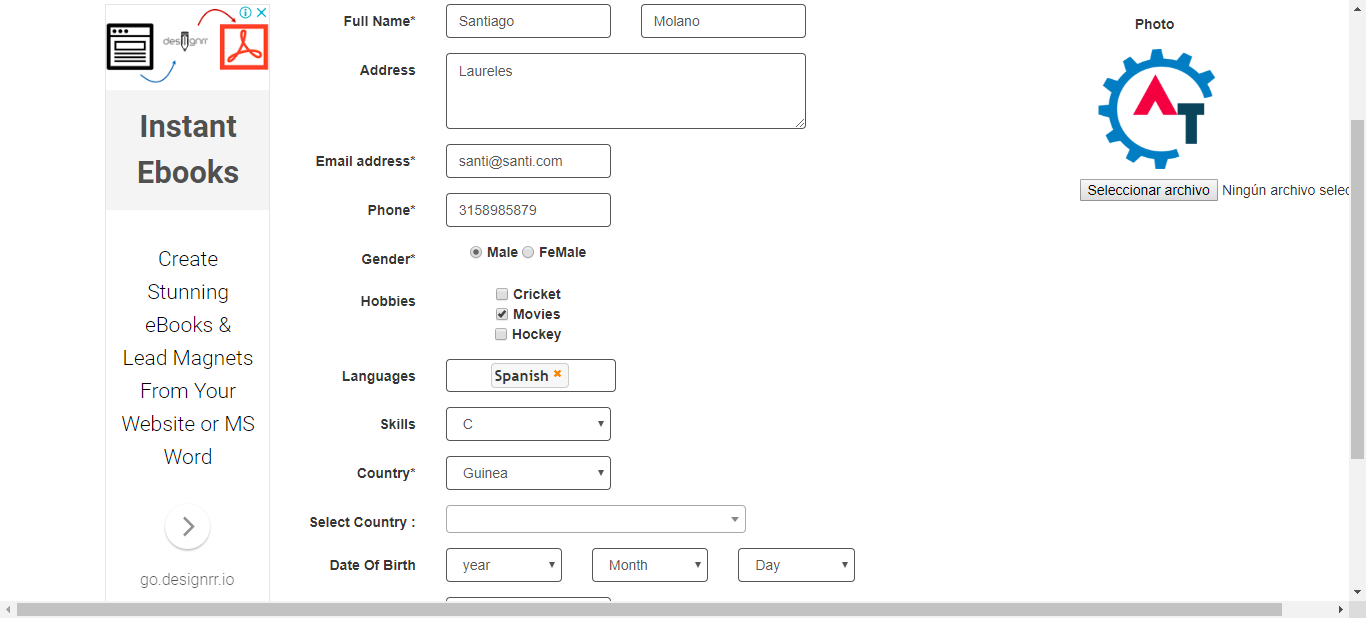 designrr
Instant
Ebooks
Create
Stunning
eBooks &
Lead Magnets
From Your
Website or MS
Word
go.designrr.io
Full Name* Santiago Molano
Address Laureles
Email address* santi@santi.com
Phone* 3158985879
Gender* Male FeMale
Hobbies Cricket
Movies
Hockey
Languages Spanish
Skills C
Country* Guinea
Select Country :
Date Of Birth year Month Day
Photo
AT
Seleccionar archivo Ningún archivo selec